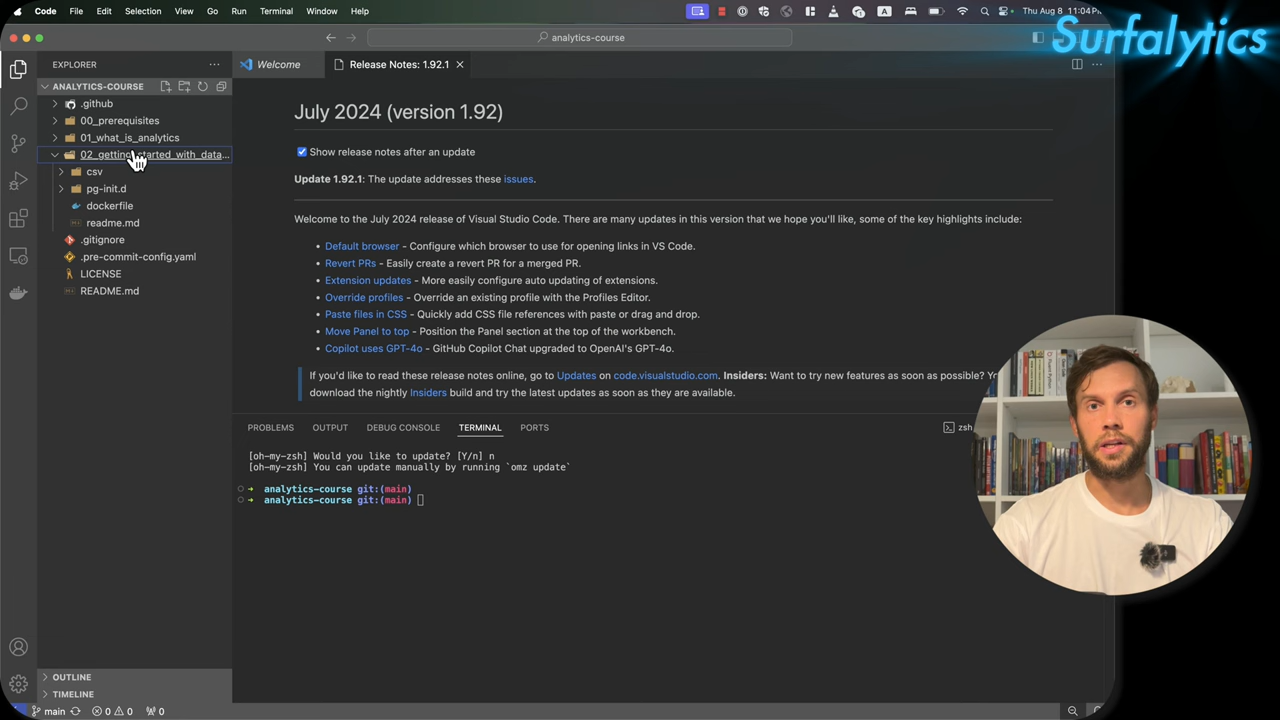 Code File Edit Selection View Go Run Terminal Window Help
Thu Aug 8 11:04
Surfalytics
analytics-course
EXPLORER
Welcome
Release Notes: 1.92.1
ANALYTICS-COURSE
.github
00_prerequisites
01_what_is_analytics
02_getting_started_with_data...
csv
pg-init.d
dockerfile
readme.md
.gitignore
.pre-commit-config.yaml
LICENSE
README.md
July 2024 (version 1.92)
Show release notes after an update
Update 1.92.1: The update addresses these issues.
Welcome to the July 2024 release of Visual Studio Code. There are many updates in this version that we hope you'll like, some of the key highlights include:
• Default browser - Configure which browser to use for opening links in VS Code.
• Revert PRs - Easily create a revert PR for a merged PR.
• Extension updates - More easily configure auto updating of extensions.
• Override profiles - Override an existing profile with the Profiles Editor.
• Paste files in CSS - Quickly add CSS file references with paste or drag and drop.
• Move Panel to top - Position the Panel section at the top of the workbench.
• Copilot uses GPT-4o - GitHub Copilot Chat upgraded to OpenAI's GPT-4o.
If you'd like to read these release notes online, go to Updates on code.visualstudio.com. Insiders: Want to try new features as soon as possible?
download the nightly Insiders build and try the latest updates as soon as they are available.
PROBLEMS OUTPUT DEBUG CONSOLE TERMINAL PORTS
zsh
[oh-my-zsh] Would you like to update? [Y/n] n
[oh-my-zsh] You can update manually by running `omz update`
analytics-course git:(main)
analytics-course git:(main)
OUTLINE
TIMELINE
main 0 0 0